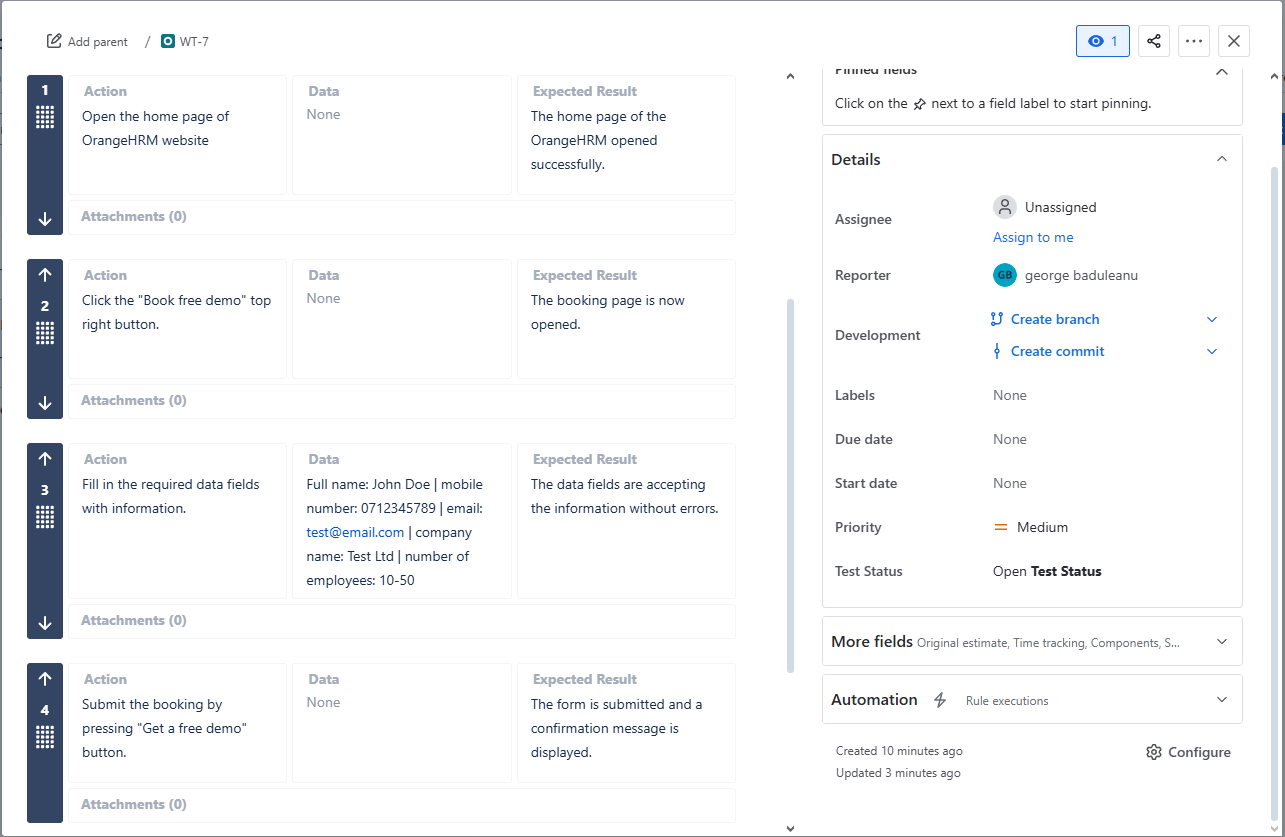 Add parent / WT-7
1
1
Action
Open the home page of
OrangeHRM website
Data
None
Expected Result
The home page of the
OrangeHRM opened
successfully.
Attachments (0)
2
Action
Click the "Book free demo" top
right button.
Data
None
Expected Result
The booking page is now
opened.
Attachments (0)
3
Action
Fill in the required data fields
with information.
Data
Full name: John Doe | mobile
number: 0712345789 | email:
test@email.com | company
name: Test Ltd | number of
employees: 10-50
Expected Result
The data fields are accepting
the information without errors.
Attachments (0)
4
Action
Submit the booking by
pressing "Get a free demo"
button.
Data
None
Expected Result
The form is submitted and a
confirmation message is
displayed.
Attachments (0)
Pinned fields
Click on the next to a field label to start pinning.
Details
Assignee
Unassigned
Assign to me
Reporter
GB george baduleanu
Development
Create branch
Create commit
Labels
None
Due date
None
Start date
None
Priority
Medium
Test Status
Open Test Status
More fields Original estimate, Time tracking, Components, S...
Automation Rule executions
Created 10 minutes ago
Configure
Updated 3 minutes ago